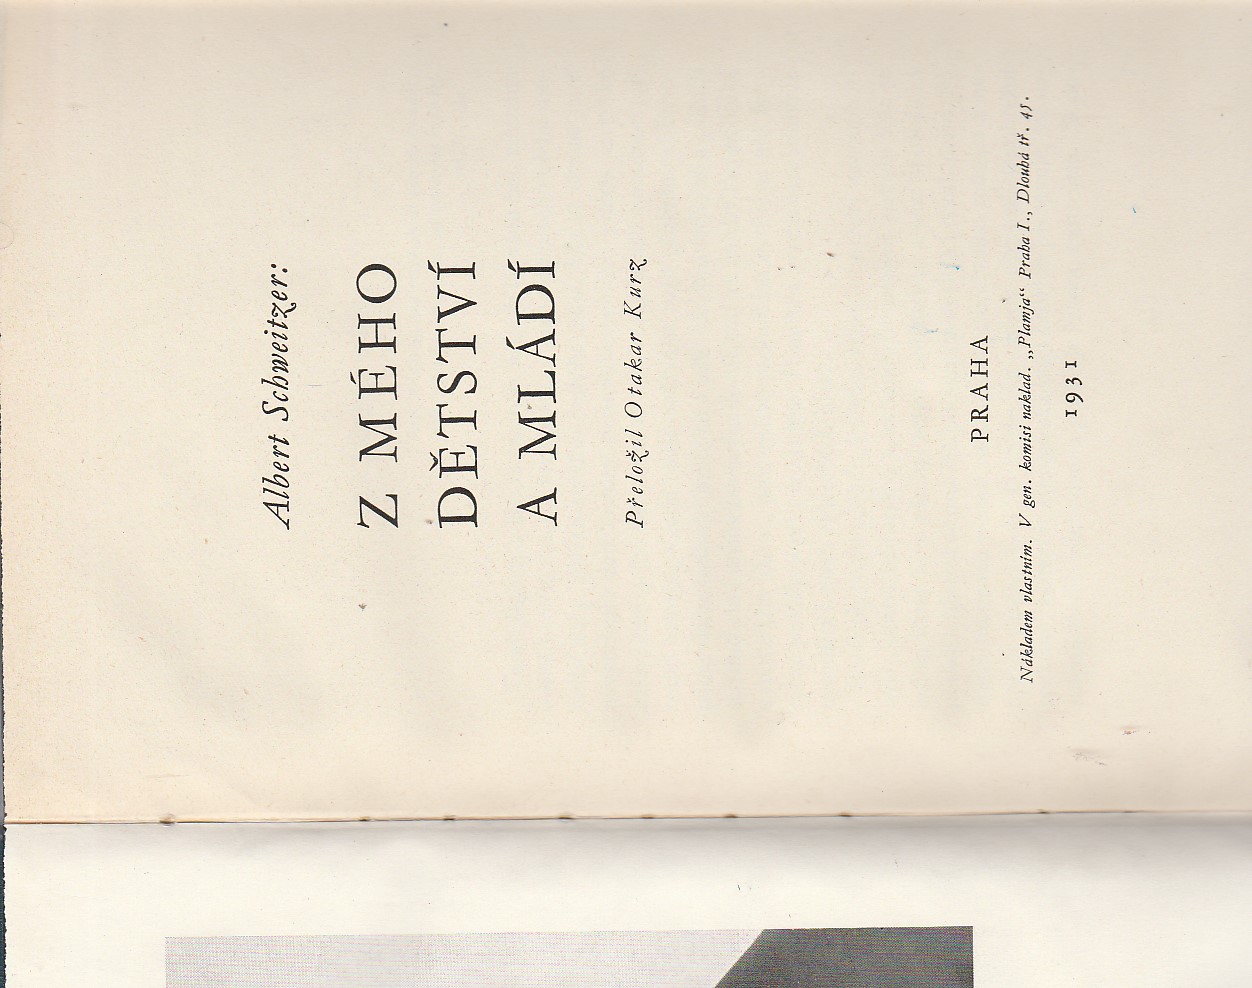 Albert Schweitzer:
Z MÉHO
DĚTSTVÍ
A MLÁDÍ
Přeložil Otakar Kurz
PRAHA
Nákladem vlastním. V gen. komisi naklad. „Plamja“ Praha I., Dlouhá tř. 45.
1931